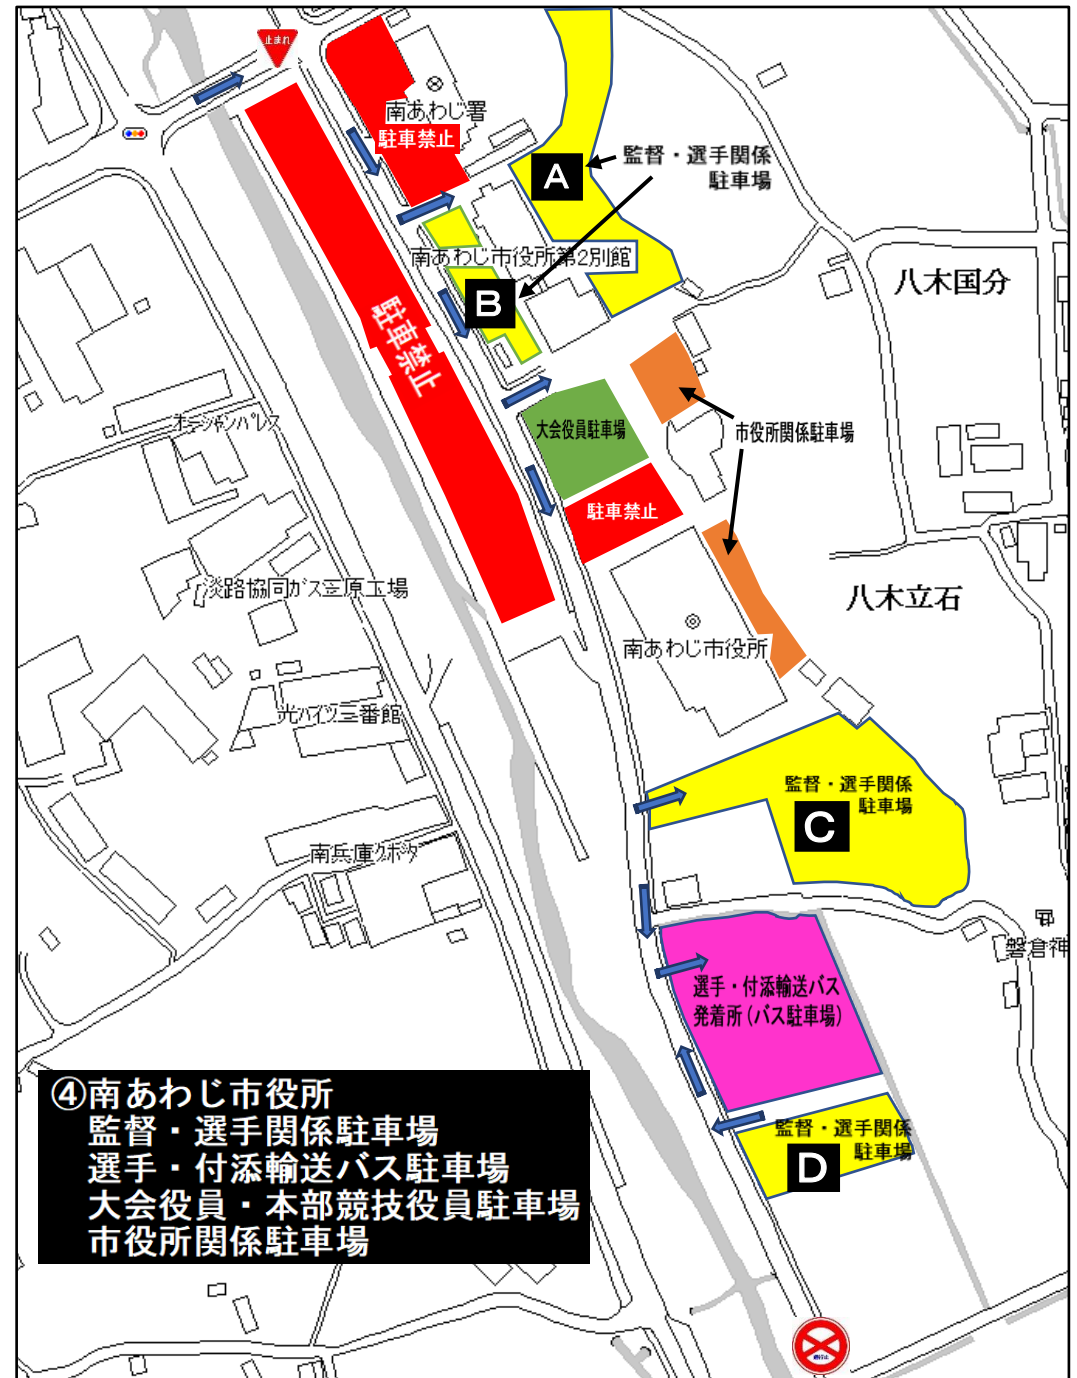 止まれ
南あわじ署
駐車禁止
A
監督・選手関係
駐車場
南あわじ市役所第2別館
B
八木国分
駐車禁止
オーシャンパレス
大会役員駐車場
市役所関係駐車場
駐車禁止
淡路協同ガス三原工場
八木立石
南あわじ市役所
光ハイツ三番館
監督・選手関係
駐車場
C
南兵庫クボタ
磐倉神
選手・付添輸送バス
発着所(バス駐車場)
④南あわじ市役所
監督・選手関係駐車場
選手・付添輸送バス駐車場
大会役員・本部競技役員駐車場
市役所関係駐車場
監督・選手関係
駐車場
D
通行止